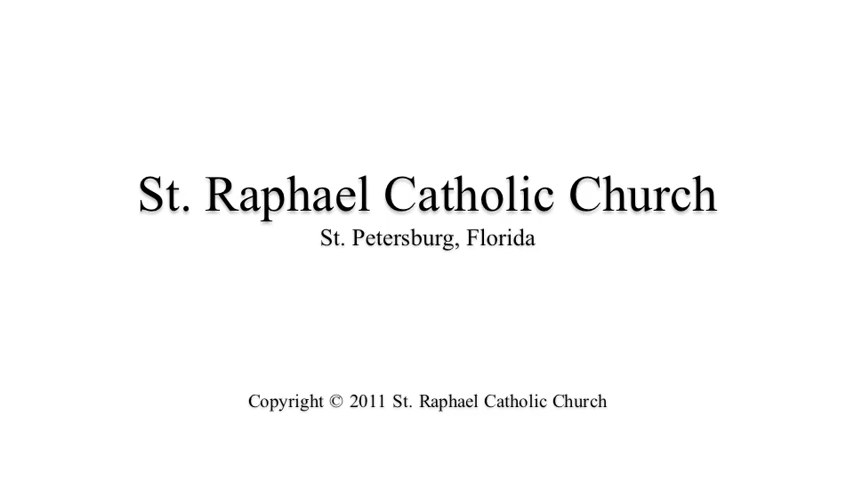 St. Raphael Catholic Church
St. Petersburg, Florida
Copyright © 2011 St. Raphael Catholic Church